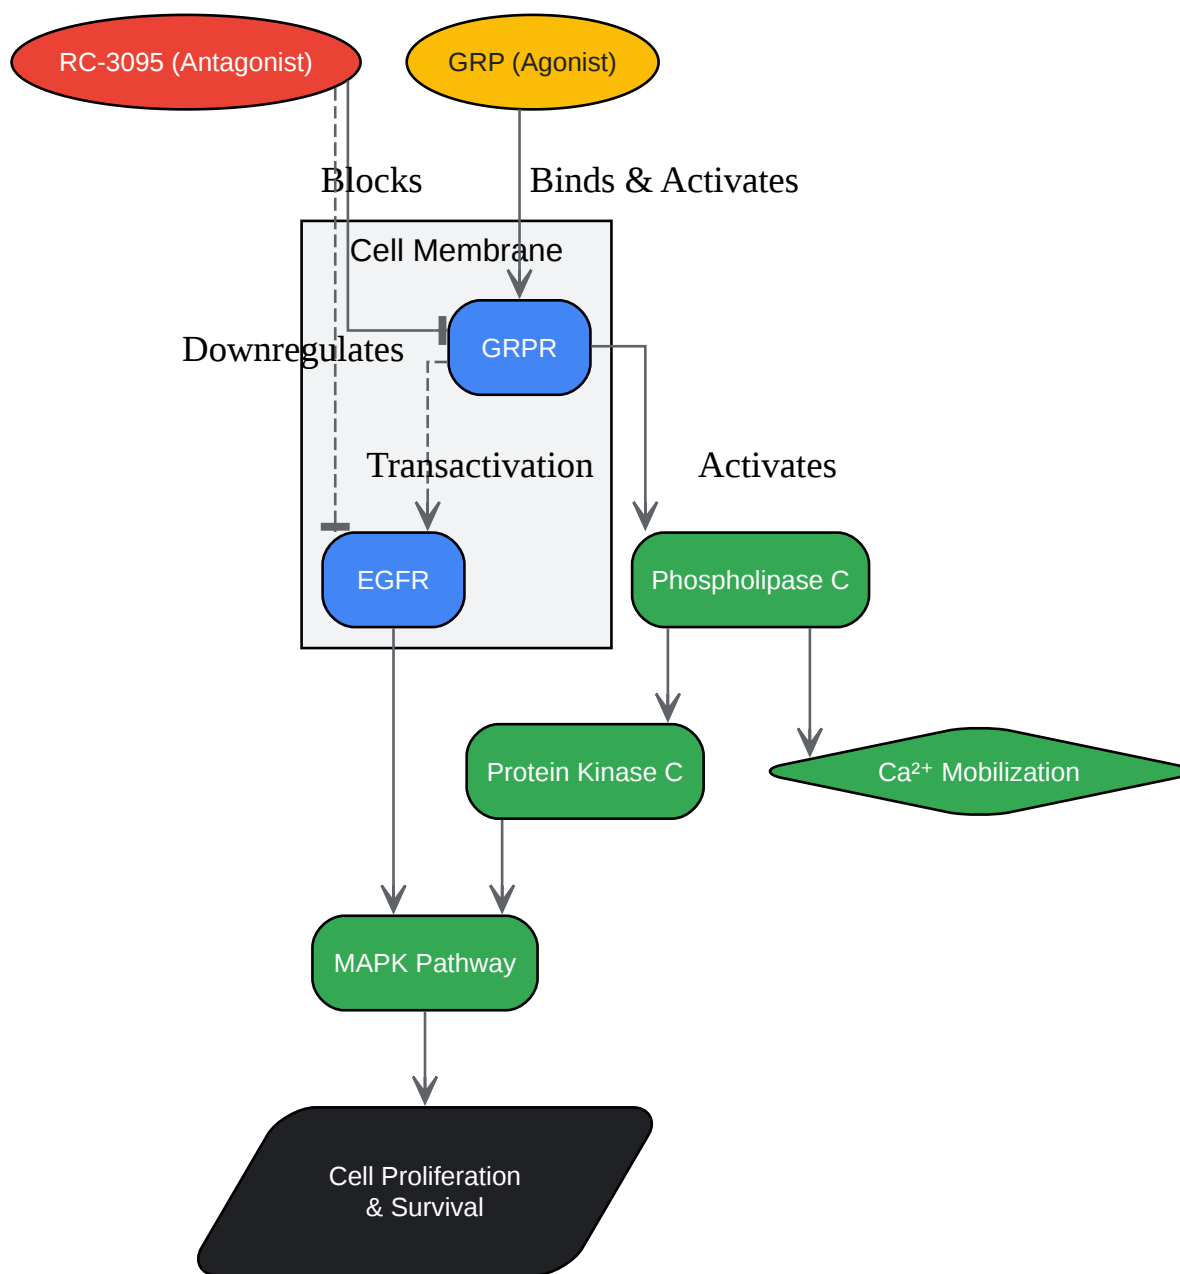 RC-3095 (Antagonist)
GRP (Agonist)
Blocks
Binds & Activates
Cell Membrane
GRPR
Downregulates
Transactivation
Activates
EGFR
Phospholipase C
Protein Kinase C
Ca²⁺ Mobilization
MAPK Pathway
Cell Proliferation
& Survival